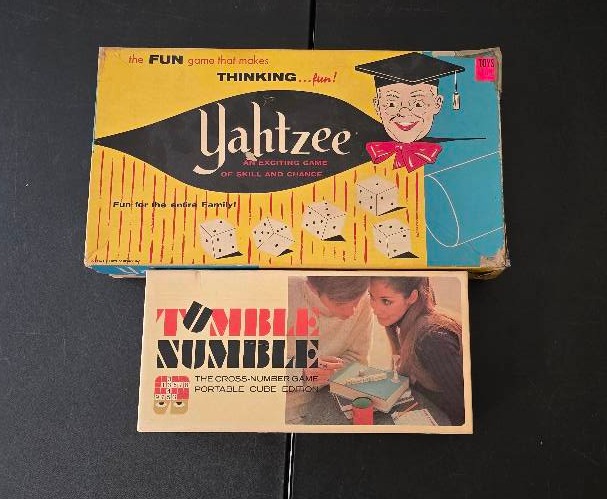 the FUN game that makes
THINKING...fun!
TOYS
Yahtzee
AN EXCITING GAME
OF SKILL AND CHANCE
Fun for the entire Family!
TUMBLE
NUMBLE
THE CROSS-NUMBER GAME
PORTABLE CUBE EDITION